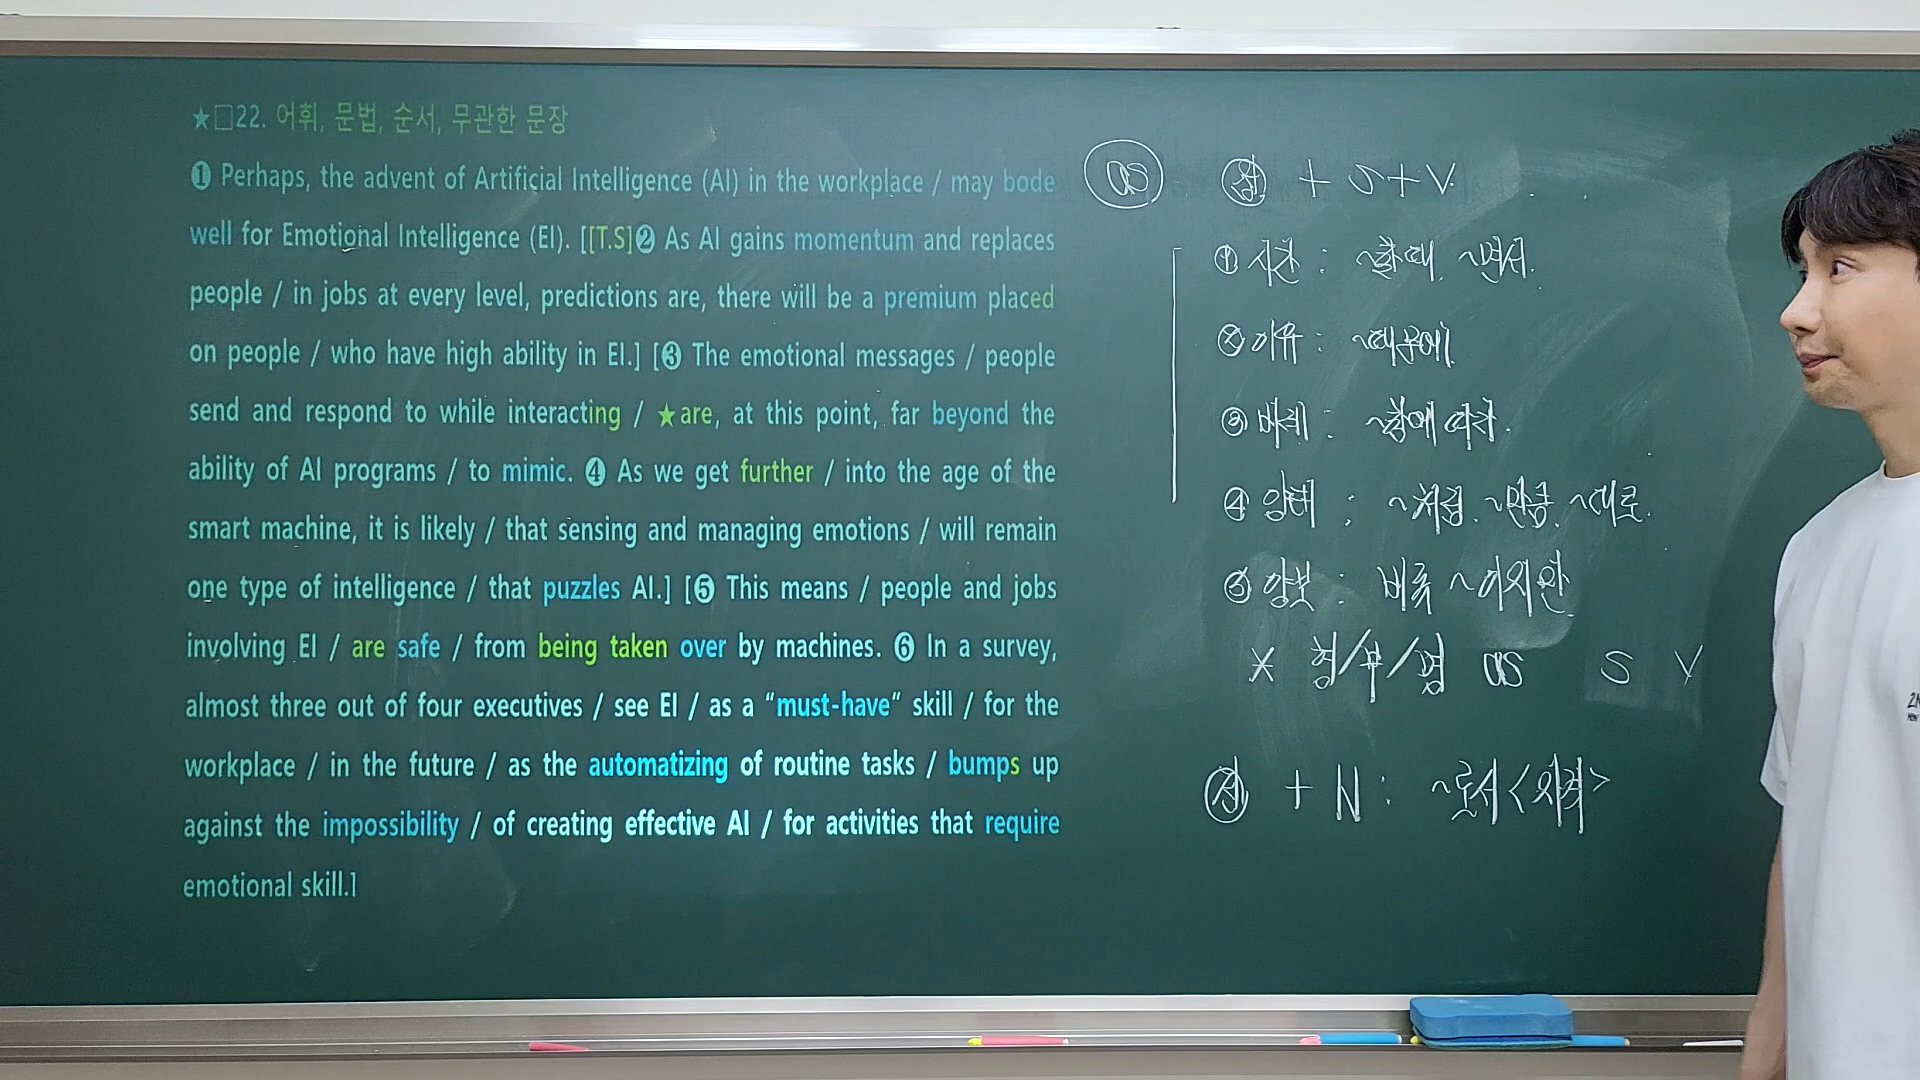 ★□22. 어휘, 문법, 순서, 무관한 문장
❶ Perhaps, the advent of Artificial Intelligence (AI) in the workplace / may bode
well for Emotional Intelligence (EI). [[T.S]❷ As AI gains momentum and replaces
people / in jobs at every level, predictions are, there will be a premium placed
on people / who have high ability in EI.] [❸ The emotional messages / people
send and respond to while interacting / ★are, at this point, far beyond the
ability of AI programs / to mimic. ❹ As we get further / into the age of the
smart machine, it is likely / that sensing and managing emotions / will remain
one type of intelligence / that puzzles AI.] [❺ This means / people and jobs
involving EI / are safe / from being taken over by machines. ❻ In a survey,
almost three out of four executives / see EI / as a “must-have” skill / for the
workplace / in the future / as the automatizing of routine tasks / bumps up
against the impossibility / of creating effective AI / for activities that require
emotional skill.]
as 접 + S + V
① 시간 : ~할 때, ~면서.
② 이유 : ~때문에.
③ 비례 : ~함에 따라.
④ 양태 : ~처럼, ~만큼, ~대로.
⑤ 양보 : 비록 ~이지만
* 형/부/명 as S V
전 + N : ~로서 <자격>